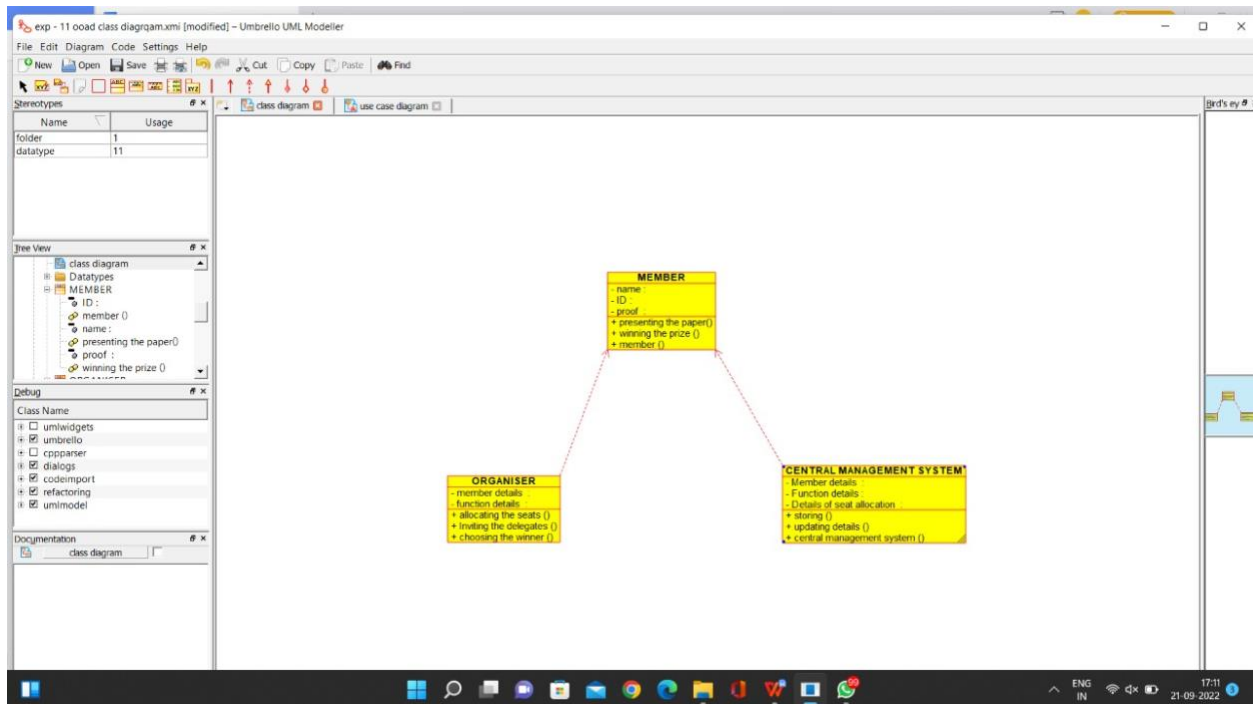 exp - 11 ooad class diagrqam.xmi [modified] – Umbrello UML Modeller
File Edit Diagram Code Settings Help
New Open Save Cut Copy Paste Find
Stereotypes
class diagram use case diagram
Bird's ey
Name Usage
folder 1
datatype 11
Tree View
class diagram
Datatypes
MEMBER
ID :
member ()
name :
presenting the paper()
proof :
winning the prize ()
ORGANISER
Debug
Class Name
umlwidgets
umbrello
cppparser
dialogs
codeimport
refactoring
umlmodel
Documentation
class diagram
MEMBER
- name :
- ID :
- proof :
+ presenting the paper()
+ winning the prize ()
+ member ()
ORGANISER
- member details :
- function details :
+ allocating the seats ()
+ Inviting the delegates ()
+ choosing the winner ()
CENTRAL MANAGEMENT SYSTEM
- Member details :
- Function details :
- Details of seat allocation :
+ storing ()
+ updating details ()
+ central management system ()
99
ENG
IN
17:11
21-09-2022
3